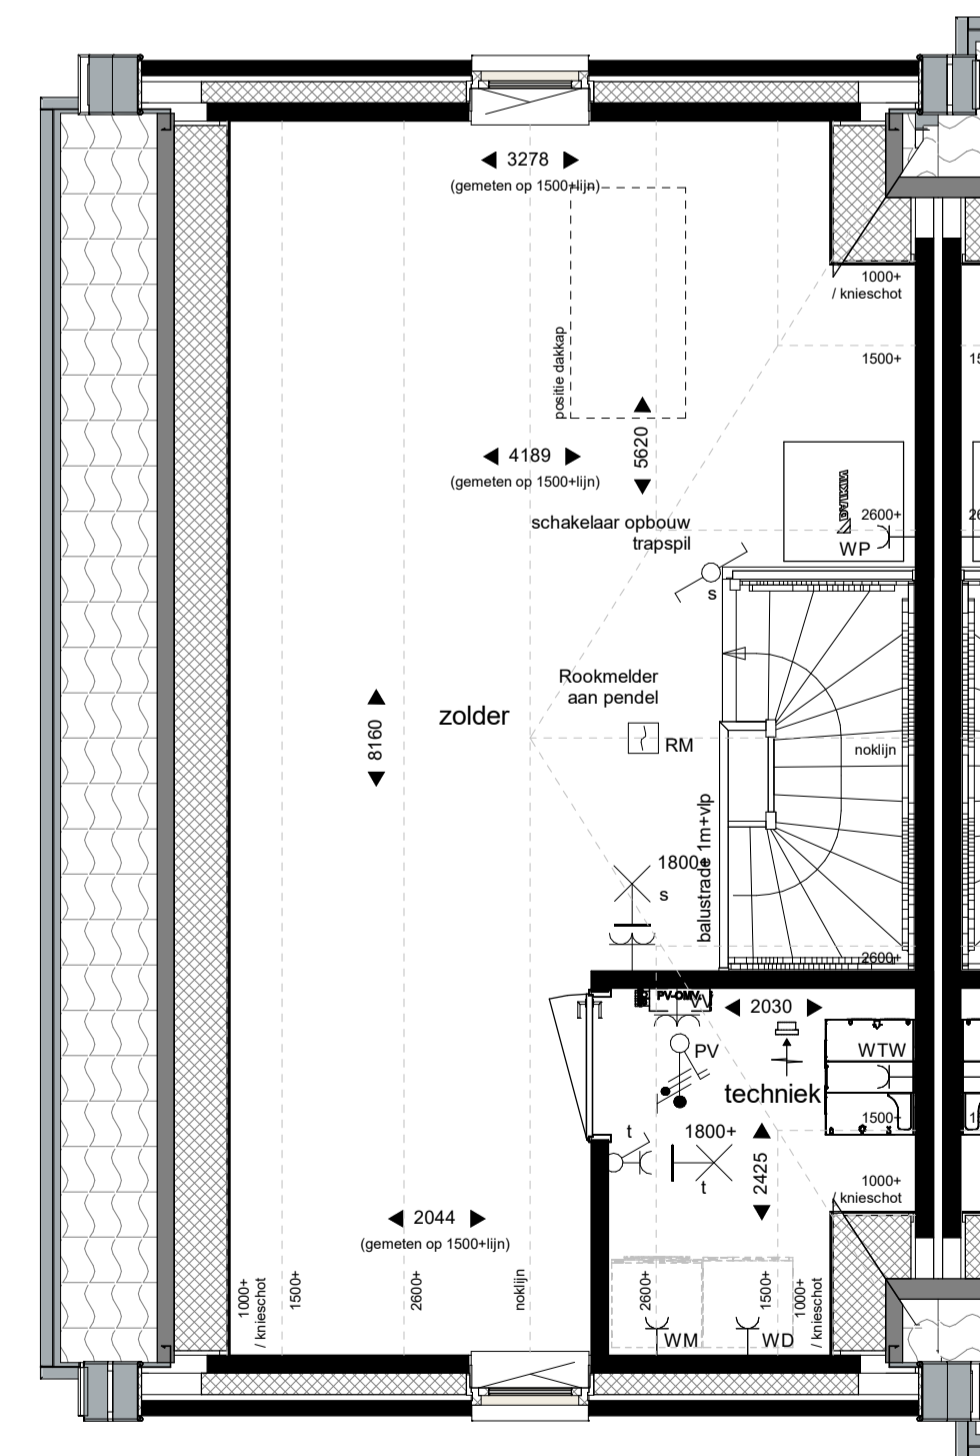 3278
(gemeten op 1500+lijn)
1000+
/ knieschot
1500+
positie dakkap
5620
4189
(gemeten op 1500+lijn)
schakelaar opbouw
trapspil
s
2600+
WP
Rookmelder
aan pendel
zolder
8160
RM
noklijn
balustrade 1m+vlp
1800+
s
2600+
PV-OMV.
2030
PV
WTW
techniek
1500+
t
1800+
t
2425
1000+
/ knieschot
2044
(gemeten op 1500+lijn)
1000+
/ knieschot
1500+
2600+
noklijn
2600+
1500+
1000+
/ knieschot
WM
WD